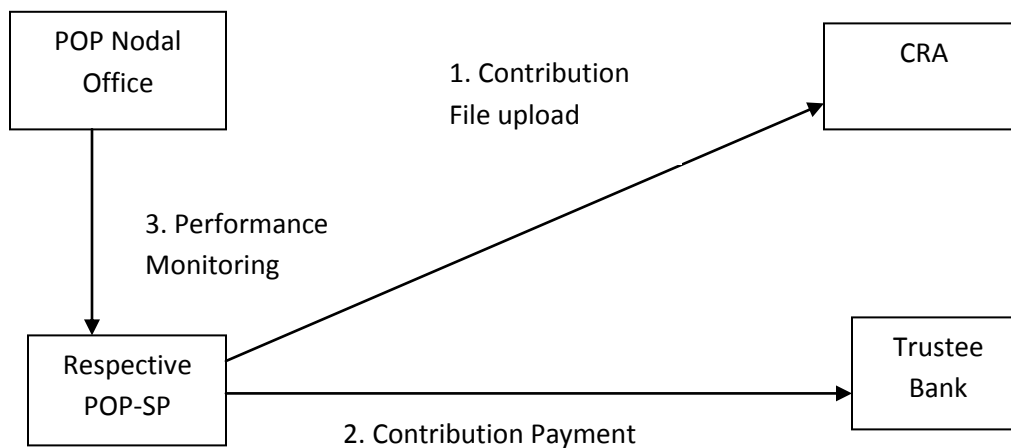 POP Nodal
Office
CRA
1. Contribution
File upload
3. Performance
Monitoring
Respective
POP-SP
Trustee
Bank
2. Contribution Payment